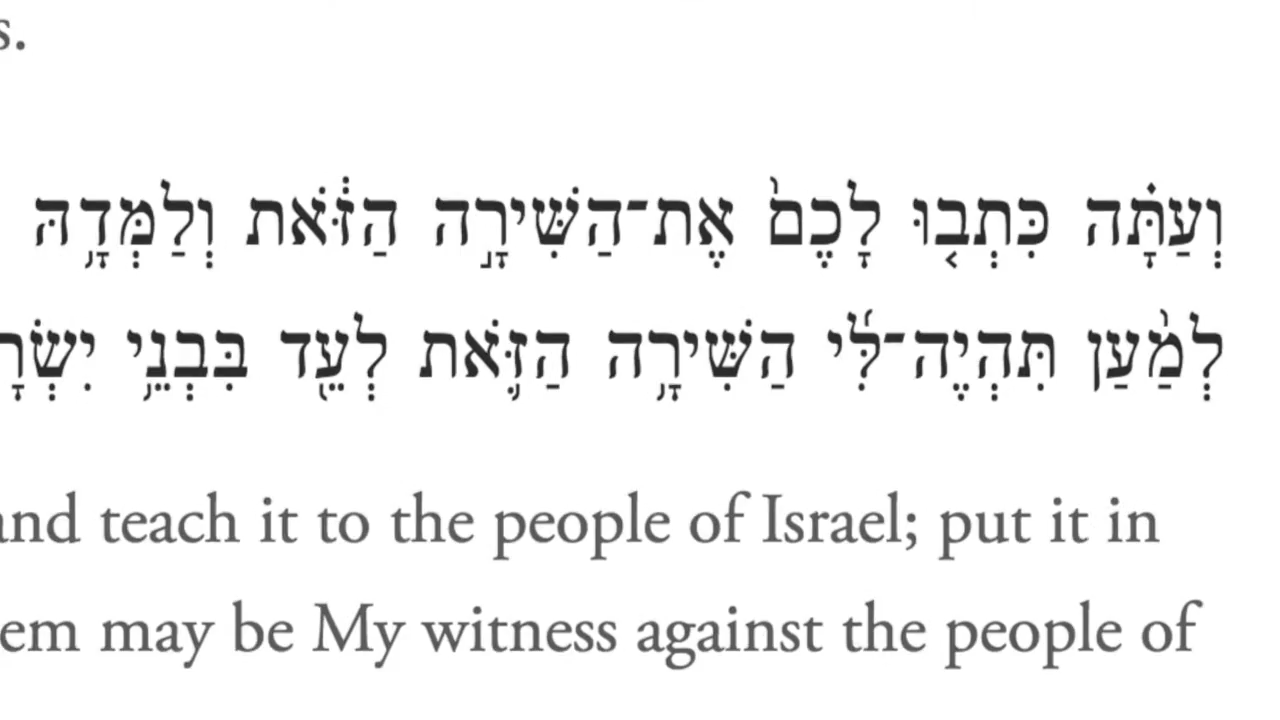 s.
וְעַתָּ֗ה כִּתְב֤וּ לָכֶם֙ אֶת־הַשִּׁירָ֣ה הַזֹּ֔את וְלַמְּדָ֥הּ
לְמַ֨עַן תִּהְיֶה־לִּ֜י הַשִּׁירָ֥ה הַזֹּ֛את לְעֵ֖ד בִּבְנֵ֥י יִשְׂרָ
and teach it to the people of Israel; put it in
em may be My witness against the people of